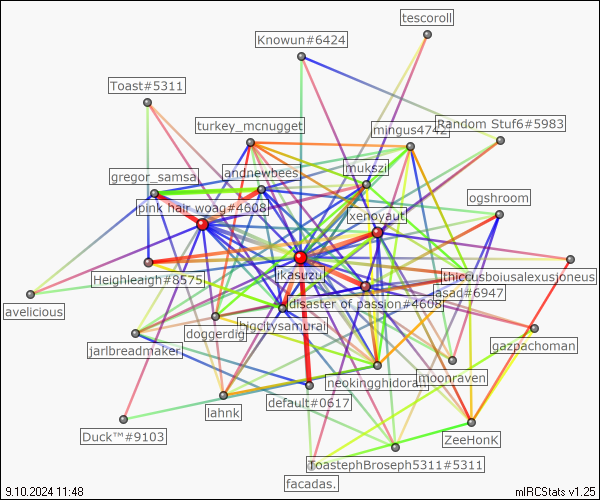 tescoroll
Knowun#6424
Toast#5311
turkey_mcnugget
mingus4742
Random Stuf6#5983
gregor_samsa
andnewbees
mukszi
ogshroom
pink hair woag#4608
xenoyaut
rkasuzu
Heighleaigh#8575
thiccusboiusalexusjoneus
asad#6947
disaster of passion#4608
avelicious
bigcitysamurai
doggerdig
gazpachoman
jarlbreadmaker
moonraven
neokingghidorah
default#0617
lahnk
Duck™#9103
ZeeHonK
ToastephBroseph5311#5311
facadas.
9.10.2024 11:48
mIRCStats v1.25